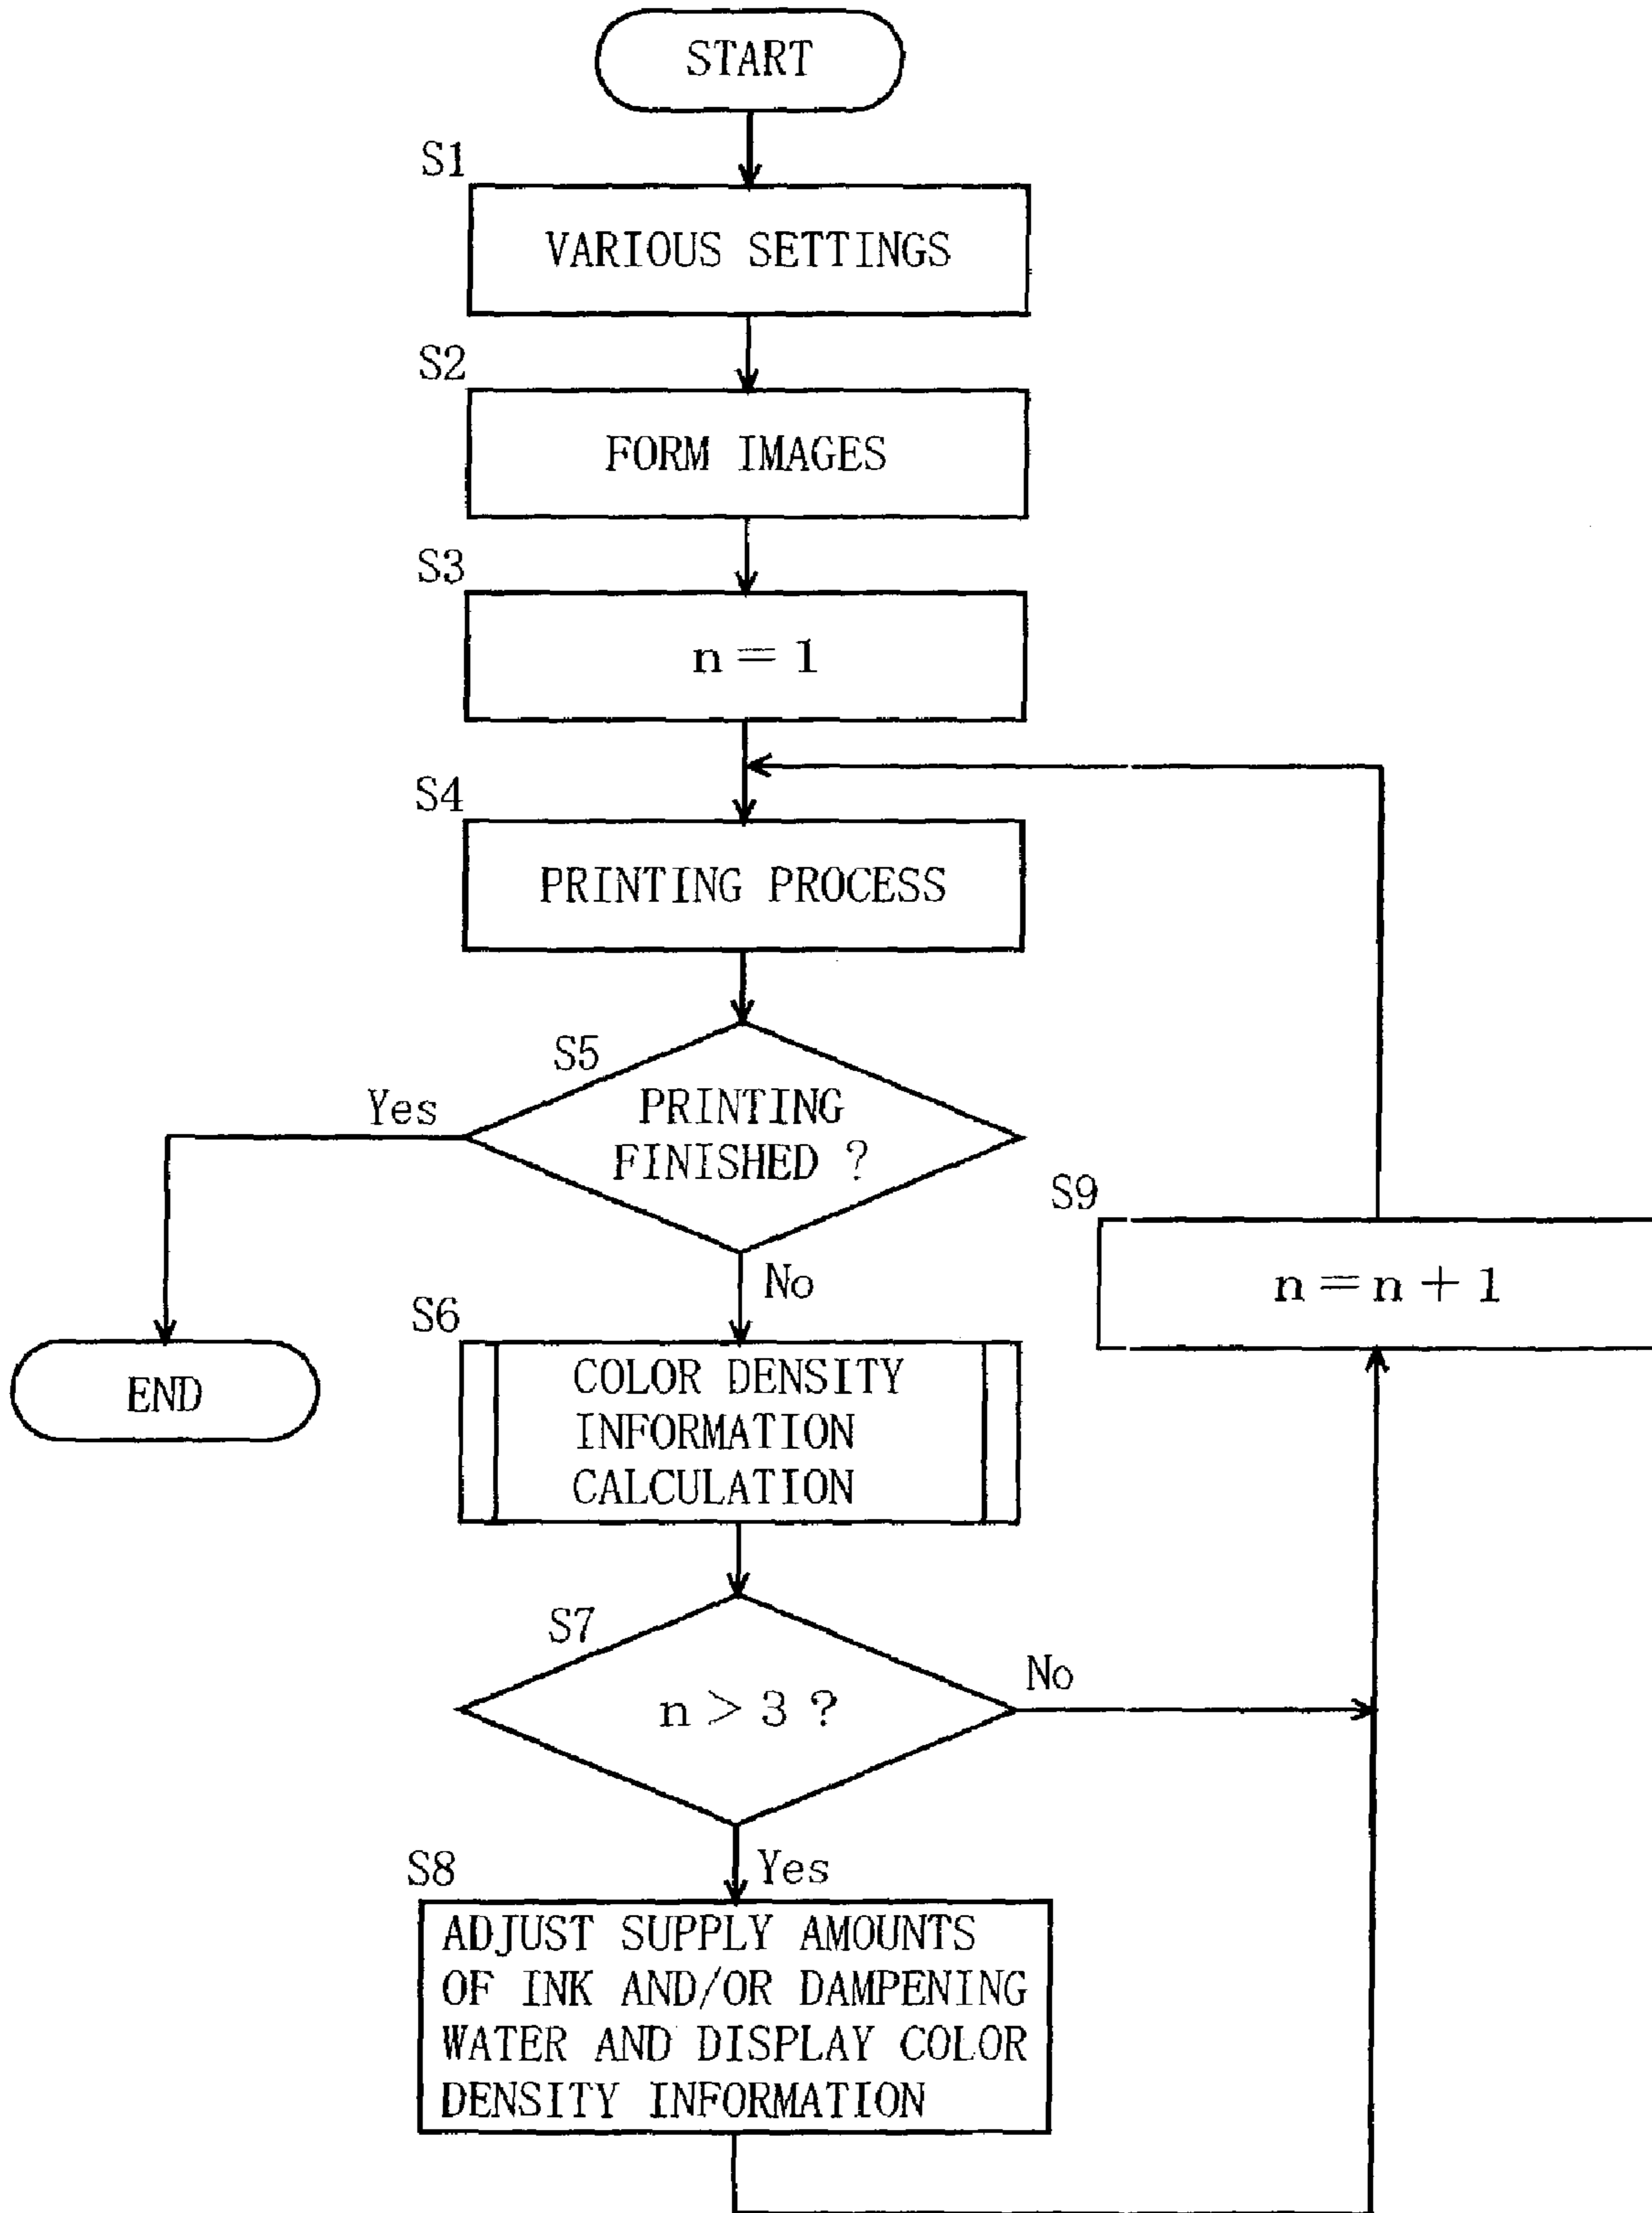 START
S1
VARIOUS SETTINGS
S2
FORM IMAGES
S3
n = 1
S4
PRINTING PROCESS
S5
PRINTING
FINISHED ?
Yes
No
END
S6
COLOR DENSITY
INFORMATION
CALCULATION
S9
n = n + 1
S7
n > 3 ?
No
Yes
S8
ADJUST SUPPLY AMOUNTS
OF INK AND/OR DAMPENING
WATER AND DISPLAY COLOR
DENSITY INFORMATION